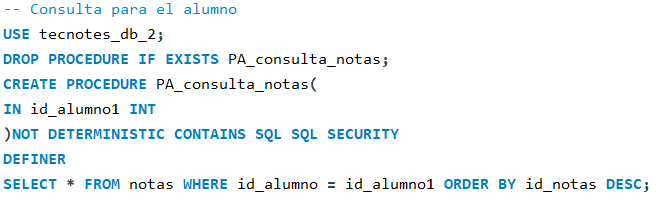 -- Consulta para el alumno
USE tecnotes_db_2;
DROP PROCEDURE IF EXISTS PA_consulta_notas;
CREATE PROCEDURE PA_consulta_notas(
IN id_alumno1 INT
)NOT DETERMINISTIC CONTAINS SQL SQL SECURITY
DEFINER
SELECT * FROM notas WHERE id_alumno = id_alumno1 ORDER BY id_notas DESC;